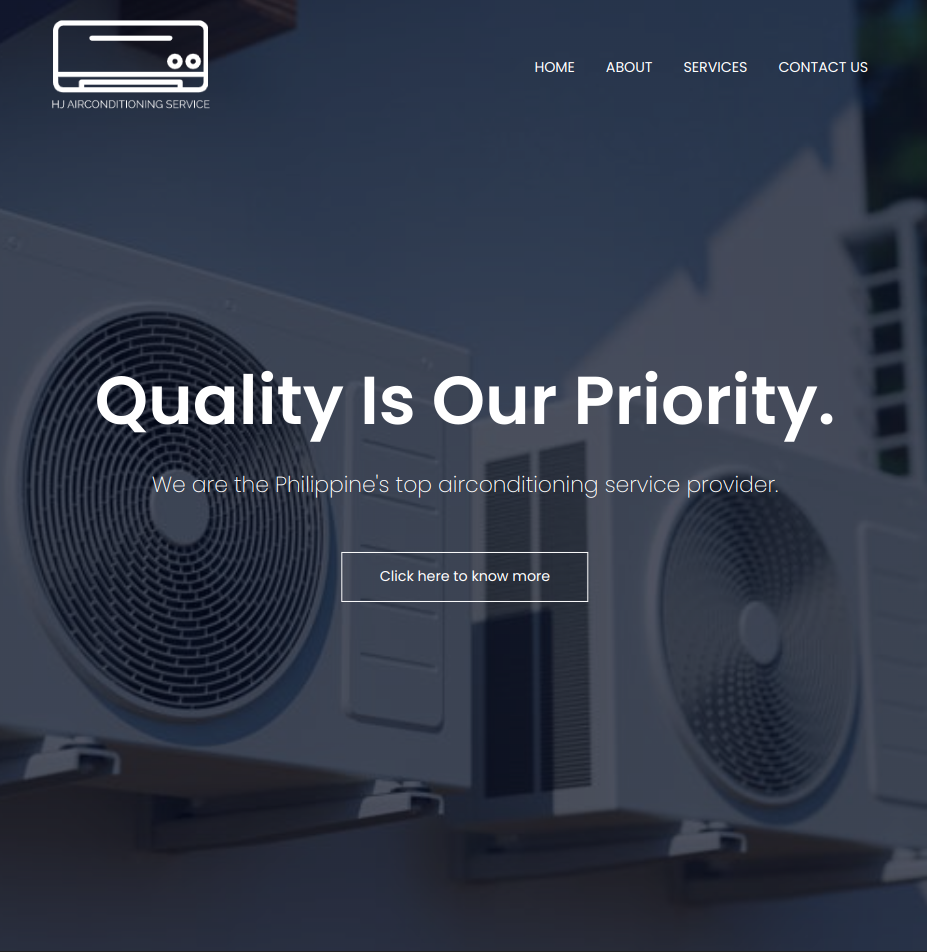 HJ AIRCONDITIONING SERVICE
HOME ABOUT SERVICES CONTACT US
Quality Is Our Priority.
We are the Philippine's top airconditioning service provider.
Click here to know more